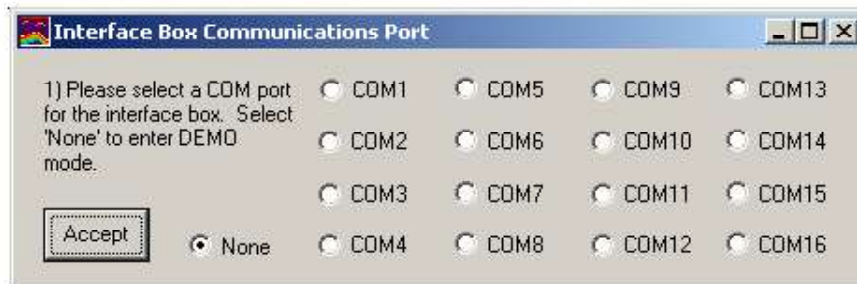 Interface Box Communications Port
1) Please select a COM port
for the interface box.  Select
'None' to enter DEMO
mode.
Accept
None
COM1
COM2
COM3
COM4
COM5
COM6
COM7
COM8
COM9
COM10
COM11
COM12
COM13
COM14
COM15
COM16